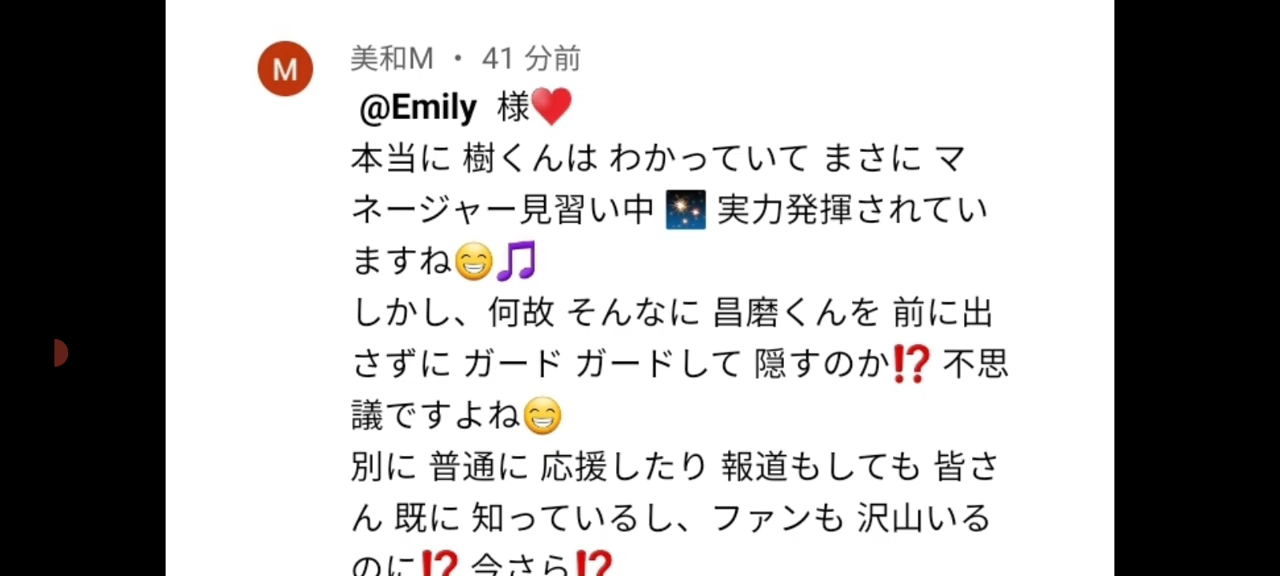 M
美和M ・ 41 分前
@Emily 様❤️
本当に 樹くんは わかっていて まさに マ
ネージャー見習い中 🎇 実力発揮されてい
ますね😁🎵
しかし、何故 そんなに 昌磨くんを 前に出
さずに ガード ガードして 隠すのか⁉️ 不思
議ですよね😁
別に 普通に 応援したり 報道もしても 皆さ
ん 既に 知っているし、ファンも 沢山いる
のに⁉️ 今さら⁉️